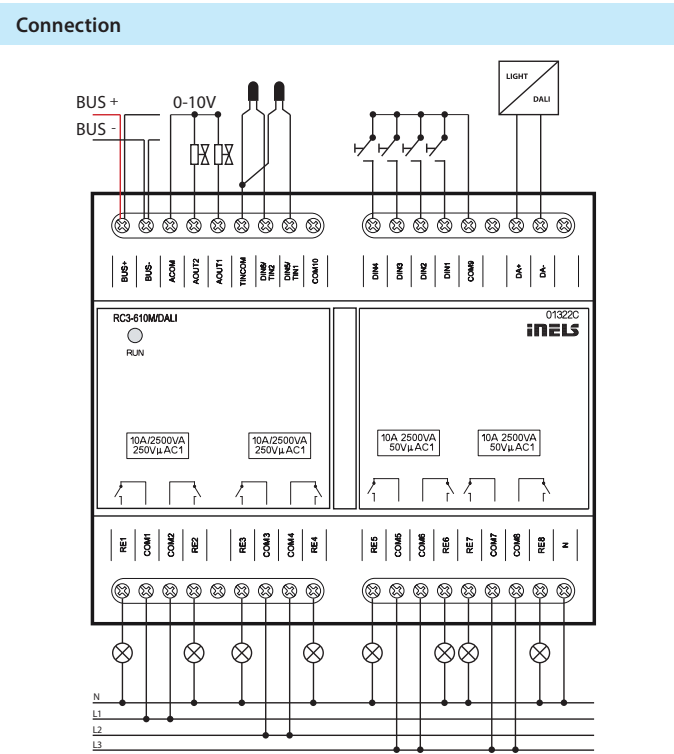 Connection
LIGHT
DALI
BUS +
0-10V
BUS -
BUS+
BUS-
ACOM
AOUT2
AOUT1
TINCOM
DIN6/
TIN2
DIN5/
TIN1
COM10
DIN4
DIN3
DIN2
DIN1
COM9
DA+
DA-
RC3-610M/DALI
RUN
01322C
iNELS
10A/2500VA
250VµAC1
10A/2500VA
250VµAC1
10A 2500VA
50VµAC1
10A 2500VA
50VµAC1
RE1
COM1
COM2
RE2
RE3
COM3
COM4
RE4
RE5
COM5
COM6
RE6
RE7
COM7
COM8
RE8
N
N
L1
L2
L3